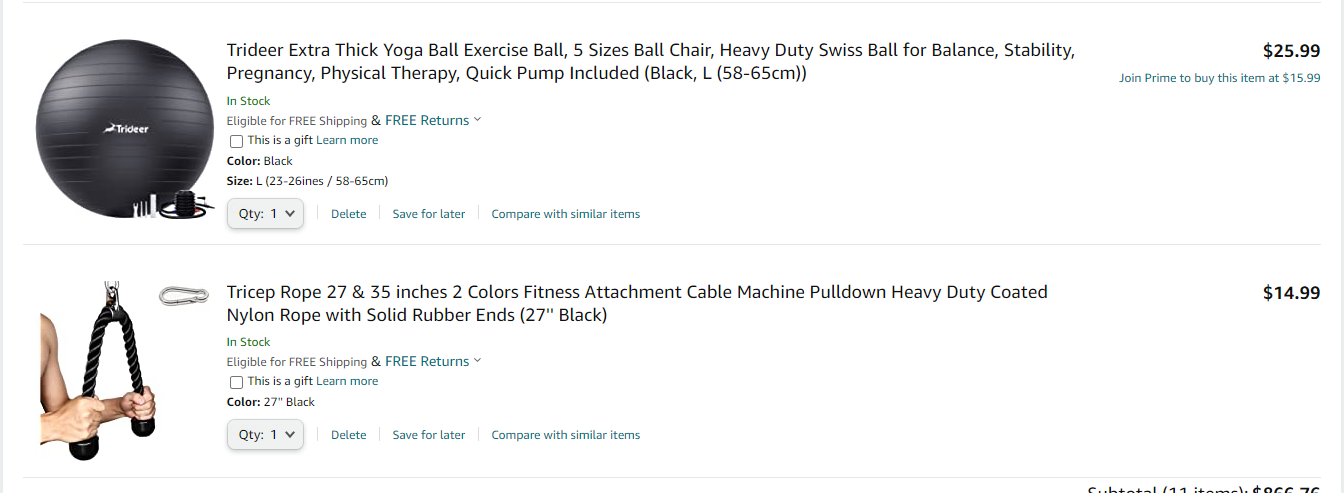 Trideer Extra Thick Yoga Ball Exercise Ball, 5 Sizes Ball Chair, Heavy Duty Swiss Ball for Balance, Stability,
Pregnancy, Physical Therapy, Quick Pump Included (Black, L (58-65cm))
$25.99
Join Prime to buy this item at $15.99
Trideer
In Stock
Eligible for FREE Shipping & FREE Returns
This is a gift Learn more
Color: Black
Size: L (23-26ines / 58-65cm)
Qty: 1
Delete
Save for later
Compare with similar items
Tricep Rope 27 & 35 inches 2 Colors Fitness Attachment Cable Machine Pulldown Heavy Duty Coated
Nylon Rope with Solid Rubber Ends (27'' Black)
$14.99
In Stock
Eligible for FREE Shipping & FREE Returns
This is a gift Learn more
Color: 27'' Black
Qty: 1
Delete
Save for later
Compare with similar items
Subtotal (11 items): $866.76